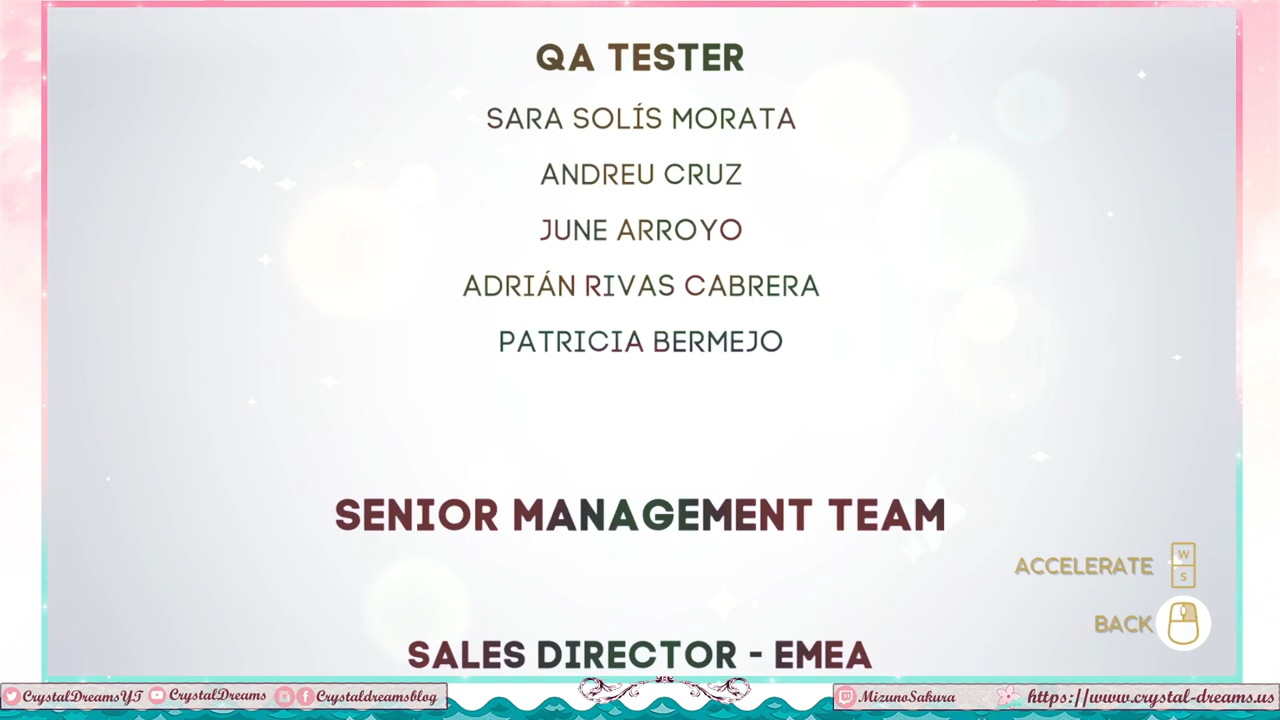 QA TESTER
SARA SOLÍS MORATA
ANDREU CRUZ
JUNE ARROYO
ADRIÁN RIVAS CABRERA
PATRICIA BERMEJO
SENIOR MANAGEMENT TEAM
ACCELERATE W S
BACK
SALES DIRECTOR - EMEA
CrystalDreamsYT CrystalDreams Crystaldreamsblog MizunoSakura https://www.crystal-dreams.us